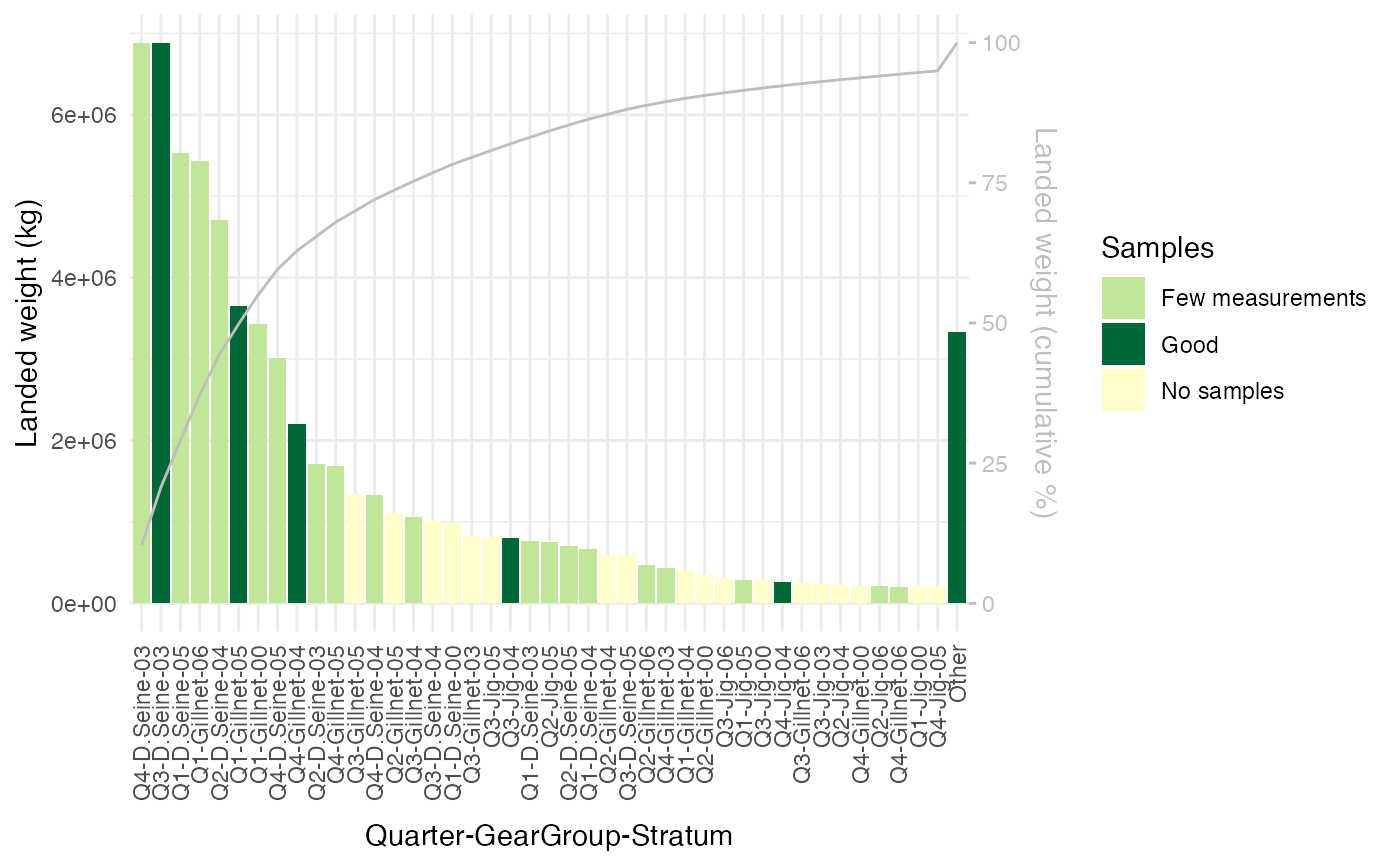 6e+06
4e+06
2e+06
0e+00
Landed weight (kg)
100
75
50
25
0
Landed weight (cumulative %)
Samples
Few measurements
Good
No samples
Q4-D.Seine-03
Q3-D.Seine-03
Q1-D.Seine-05
Q1-Gillnet-06
Q2-D.Seine-04
Q1-Gillnet-05
Q1-Gillnet-00
Q4-D.Seine-05
Q4-Gillnet-04
Q2-D.Seine-03
Q4-Gillnet-05
Q3-Gillnet-05
Q4-D.Seine-04
Q2-Gillnet-05
Q3-Gillnet-04
Q3-D.Seine-04
Q1-D.Seine-00
Q3-Gillnet-03
Q3-Jig-05
Q3-Jig-04
Q1-D.Seine-03
Q2-Jig-05
Q2-D.Seine-05
Q1-D.Seine-04
Q2-Gillnet-04
Q3-D.Seine-05
Q2-Gillnet-06
Q4-Gillnet-03
Q1-Gillnet-04
Q2-Gillnet-00
Q3-Jig-06
Q1-Jig-05
Q3-Jig-00
Q4-Jig-04
Q3-Gillnet-06
Q3-Jig-03
Q2-Jig-04
Q4-Gillnet-00
Q2-Jig-06
Q4-Gillnet-06
Q1-Jig-00
Q4-Jig-05
Other
Quarter-GearGroup-Stratum